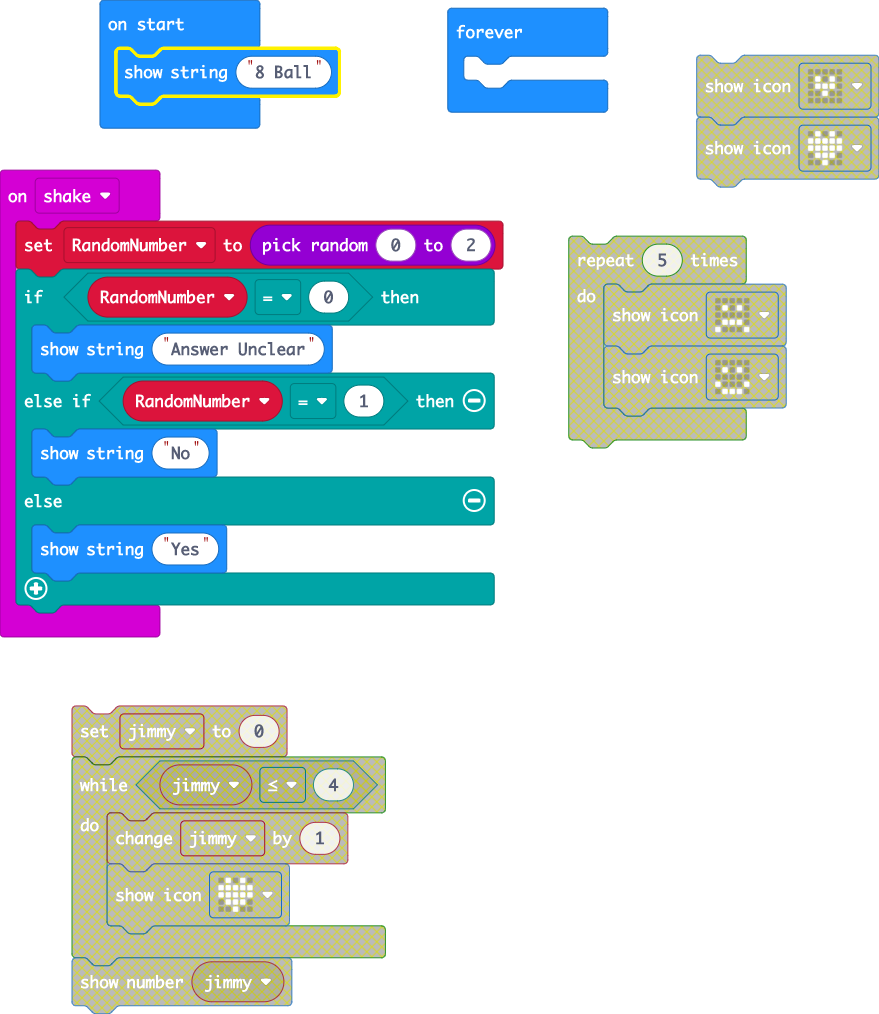 on start
show string "8 Ball"
forever
show icon
show icon
on shake
set RandomNumber to pick random 0 to 2
if RandomNumber = 0 then
show string "Answer Unclear"
else if RandomNumber = 1 then
show string "No"
else
show string "Yes"
repeat 5 times
do show icon
show icon
set jimmy to 0
while jimmy ≤ 4
do change jimmy by 1
show icon
show number jimmy